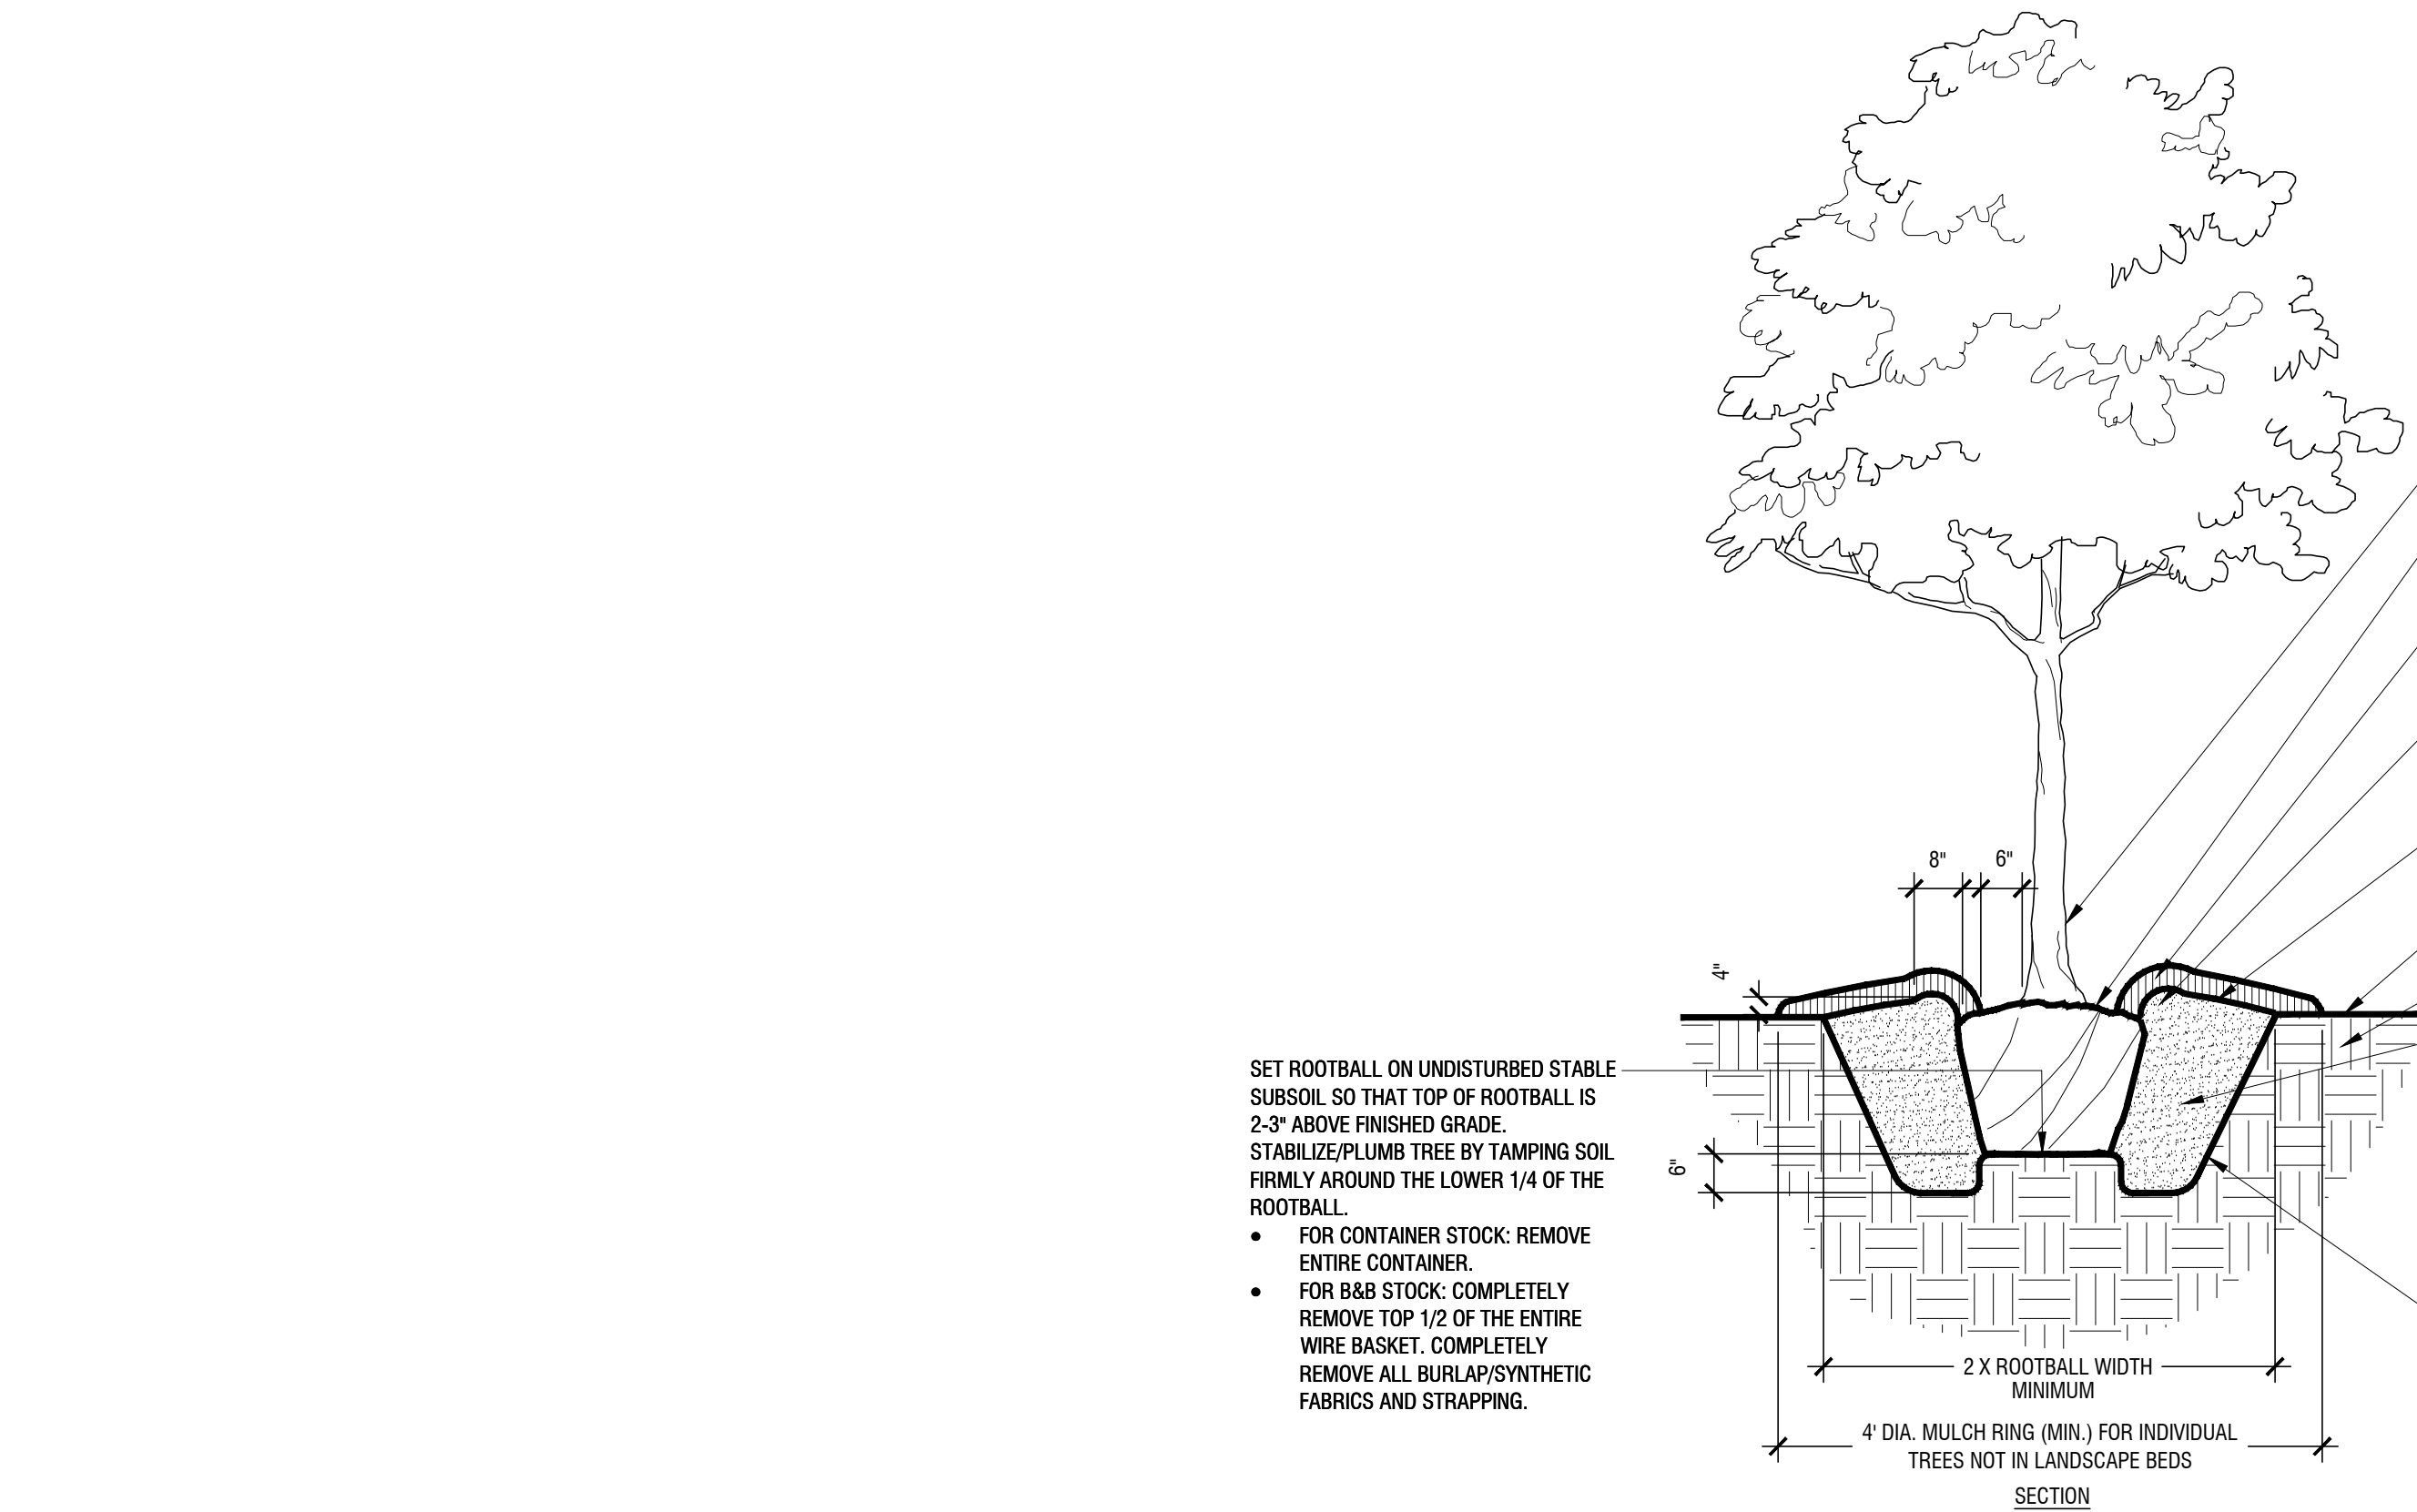 8"
6"
4"
SET ROOTBALL ON UNDISTURBED STABLE
SUBSOIL SO THAT TOP OF ROOTBALL IS
2-3" ABOVE FINISHED GRADE.
STABILIZE/PLUMB TREE BY TAMPING SOIL
FIRMLY AROUND THE LOWER 1/4 OF THE
ROOTBALL.
● FOR CONTAINER STOCK: REMOVE
ENTIRE CONTAINER.
● FOR B&B STOCK: COMPLETELY
REMOVE TOP 1/2 OF THE ENTIRE
WIRE BASKET. COMPLETELY
REMOVE ALL BURLAP/SYNTHETIC
FABRICS AND STRAPPING.
6"
2 X ROOTBALL WIDTH
MINIMUM
4' DIA. MULCH RING (MIN.) FOR INDIVIDUAL
TREES NOT IN LANDSCAPE BEDS
SECTION